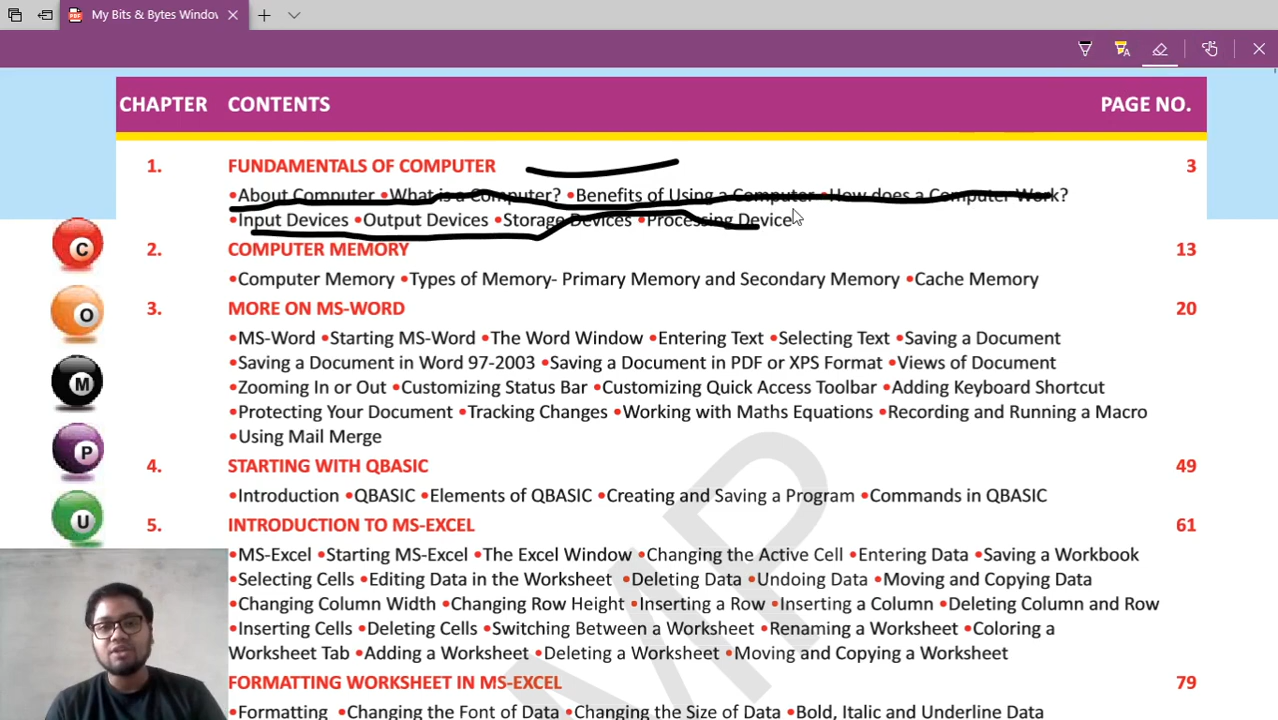 My Bits & Bytes Window
CHAPTER CONTENTS PAGE NO.
1. FUNDAMENTALS OF COMPUTER 3
•About Computer •What is a Computer? •Benefits of Using a Computer •How does a Computer Work?
•Input Devices •Output Devices •Storage Devices •Processing Device
2. COMPUTER MEMORY 13
•Computer Memory •Types of Memory- Primary Memory and Secondary Memory •Cache Memory
3. MORE ON MS-WORD 20
•MS-Word •Starting MS-Word •The Word Window •Entering Text •Selecting Text •Saving a Document
•Saving a Document in Word 97-2003 •Saving a Document in PDF or XPS Format •Views of Document
•Zooming In or Out •Customizing Status Bar •Customizing Quick Access Toolbar •Adding Keyboard Shortcut
•Protecting Your Document •Tracking Changes •Working with Maths Equations •Recording and Running a Macro
•Using Mail Merge
4. STARTING WITH QBASIC 49
•Introduction •QBASIC •Elements of QBASIC •Creating and Saving a Program •Commands in QBASIC
5. INTRODUCTION TO MS-EXCEL 61
•MS-Excel •Starting MS-Excel •The Excel Window •Changing the Active Cell •Entering Data •Saving a Workbook
•Selecting Cells •Editing Data in the Worksheet •Deleting Data •Undoing Data •Moving and Copying Data
•Changing Column Width •Changing Row Height •Inserting a Row •Inserting a Column •Deleting Column and Row
•Inserting Cells •Deleting Cells •Switching Between a Worksheet •Renaming a Worksheet •Coloring a
Worksheet Tab •Adding a Worksheet •Deleting a Worksheet •Moving and Copying a Worksheet
FORMATTING WORKSHEET IN MS-EXCEL 79
•Formatting •Changing the Font of Data •Changing the Size of Data •Bold, Italic and Underline Data
C
O
M
P
U
MP